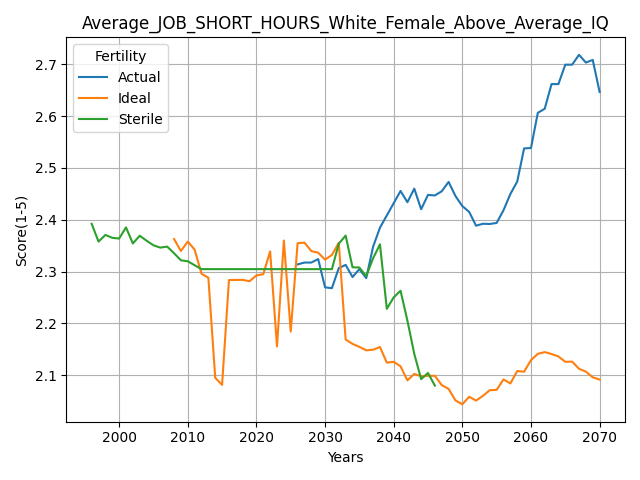 Average_JOB_SHORT_HOURS_White_Female_Above_Average_IQ
Fertility
Actual
Ideal
Sterile
Score(1-5)
2.7
2.6
2.5
2.4
2.3
2.2
2.1
2000 2010 2020 2030 2040 2050 2060 2070
Years